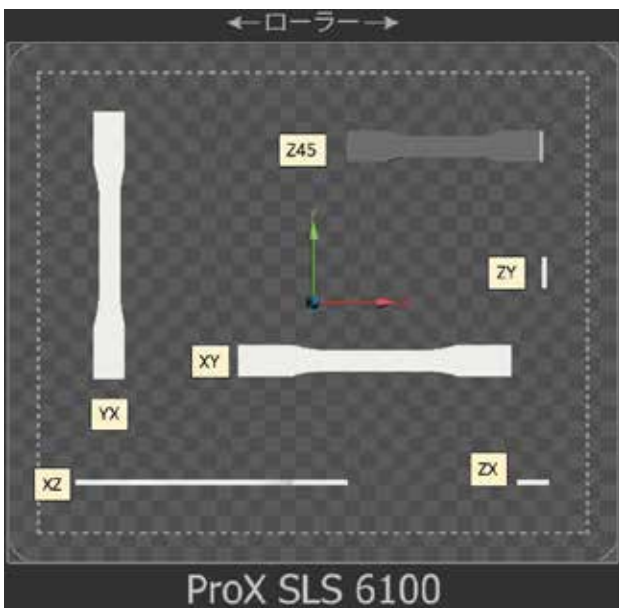 ←ローラー→
Z45
ZY
XY
YX
ZX
XZ
ProX SLS 6100